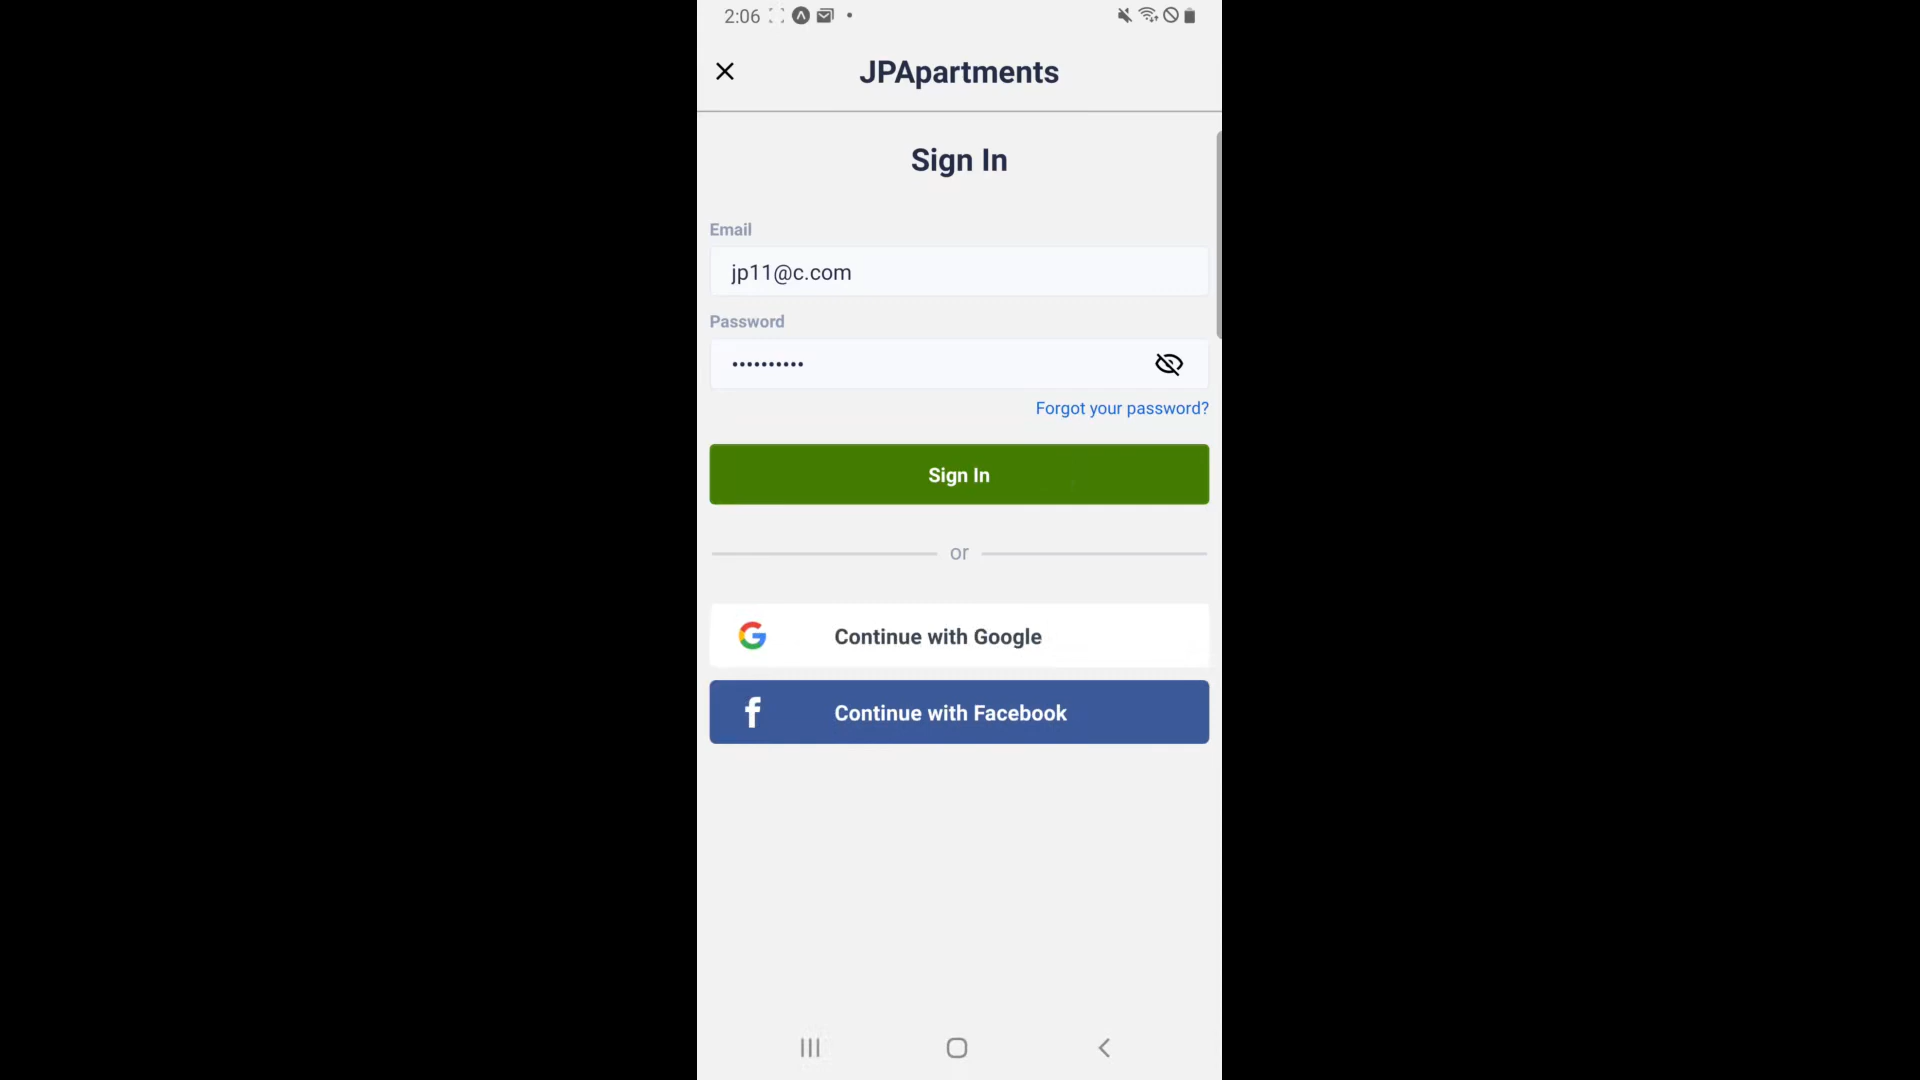 2:06
JPApartments
Sign In
Email
jp11@c.com
Password
••••••••••
Forgot your password?
Sign In
or
Continue with Google
Continue with Facebook